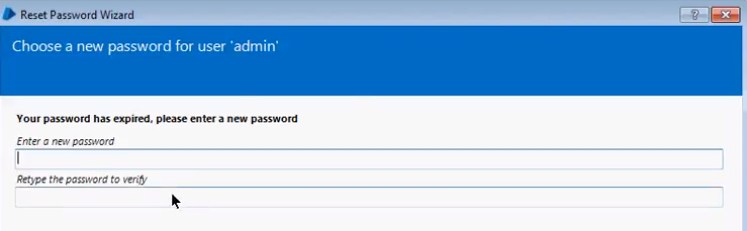 Reset Password Wizard
?
Choose a new password for user 'admin'
Your password has expired, please enter a new password
Enter a new password
Retype the password to verify